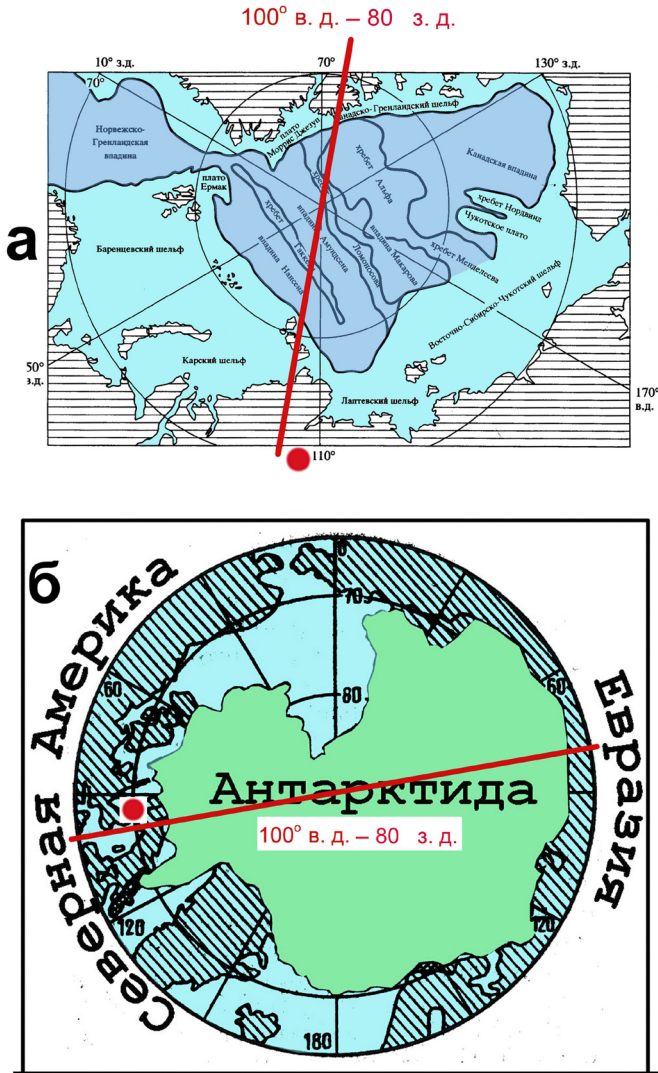 100° в. д. – 80 з. д.
10° з.д.
70°
130° з.д.
70°
Норвежско-
Гренландская
впадина
плато
Моррис Джезуп
Канадско-Гренландский шельф
хребет
Альфа
Канадская впадина
плато
Ермак
хребет Нордвинд
Чукотское плато
а
Баренцевский шельф
хребет
Гаккеля
впадина Нансена
впадина
Амундсена
хребет
Ломоносова
впадина Макарова
хребет Менделеева
Восточно-Сибирско-Чукотский шельф
Карский шельф
Лаптевский шельф
50°
з.д.
170°
в.д.
110°
б
Северная Америка
Евразия
0
70
80
60
60
Антарктида
100° в. д. – 80 з. д.
120
120
180